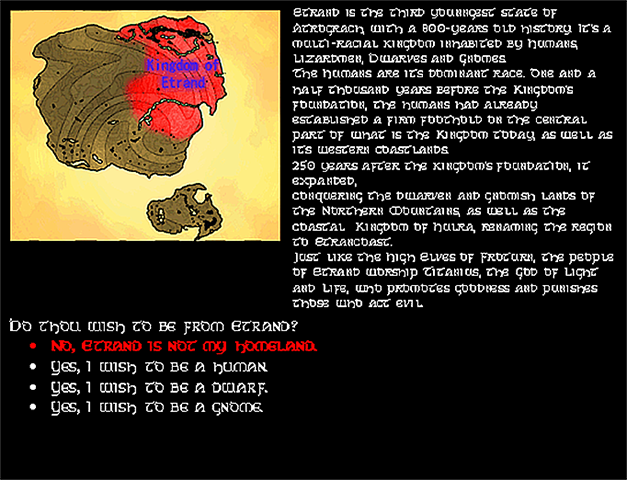 Kingdom of
Etrand
Etrand is the third youngest state of
Atrograch, with a 800-years old history. It's a
multi-racial kingdom inhabited by Humans,
Lizardmen, Dwarves and Gnomes.
The Humans are its dominant race. One and a
half thousand years before the Kingdom's
foundation, the humans had already
established a firm foothold on the central
part of what is the Kingdom today, as well as
its western coastlands.
250 years after the kingdom's foundation, it
expanded,
conquering the dwarven and gnomish lands of
the Northern Mountains, as well as the
coastal Kingdom of Hulra, renaming the region
to Etrancoast.
Just like the High Elves of Froturn, the people
of Etrand worship Titanius, the God of Light
and Life, who promotes goodness and punishes
those who act evil.
Do thou wish to be from Etrand?
• No, Etrand is not my homeland.
• Yes, I wish to be a human.
• Yes, I wish to be a dwarf.
• Yes, I wish to be a gnome.